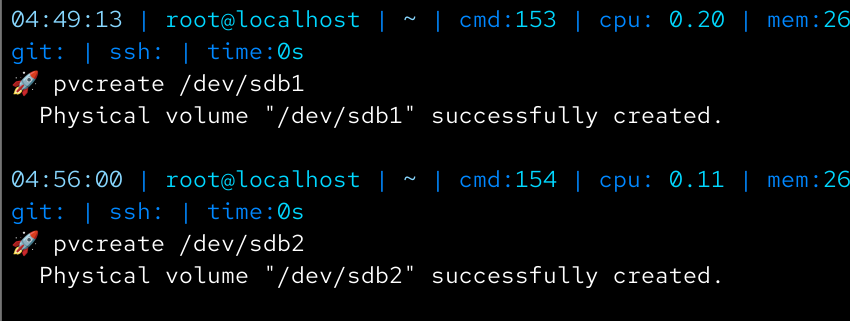 04:49:13 | root@localhost | ~ | cmd:153 | cpu: 0.20 | mem:26
git: | ssh: | time:0s
🚀 pvcreate /dev/sdb1
Physical volume "/dev/sdb1" successfully created.
04:56:00 | root@localhost | ~ | cmd:154 | cpu: 0.11 | mem:26
git: | ssh: | time:0s
🚀 pvcreate /dev/sdb2
Physical volume "/dev/sdb2" successfully created.